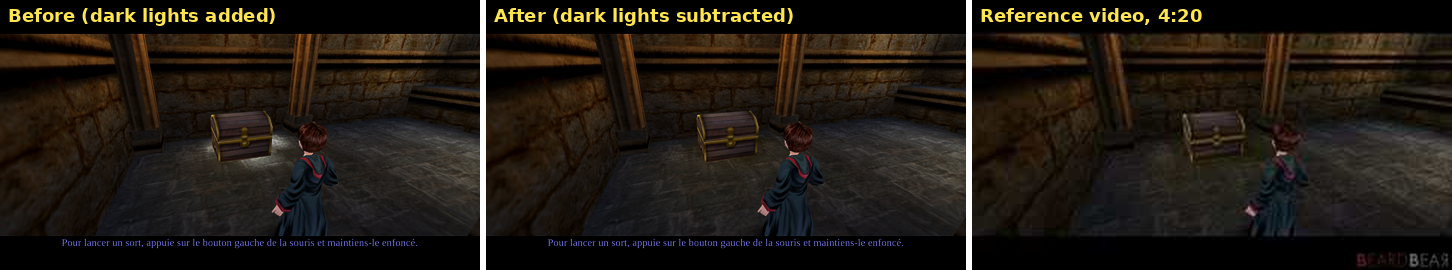 Before (dark lights added)
After (dark lights subtracted)
Reference video, 4:20
Pour lancer un sort, appuie sur le bouton gauche de la souris et maintiens-le enfoncé.
Pour lancer un sort, appuie sur le bouton gauche de la souris et maintiens-le enfoncé.
BEARDBEAR